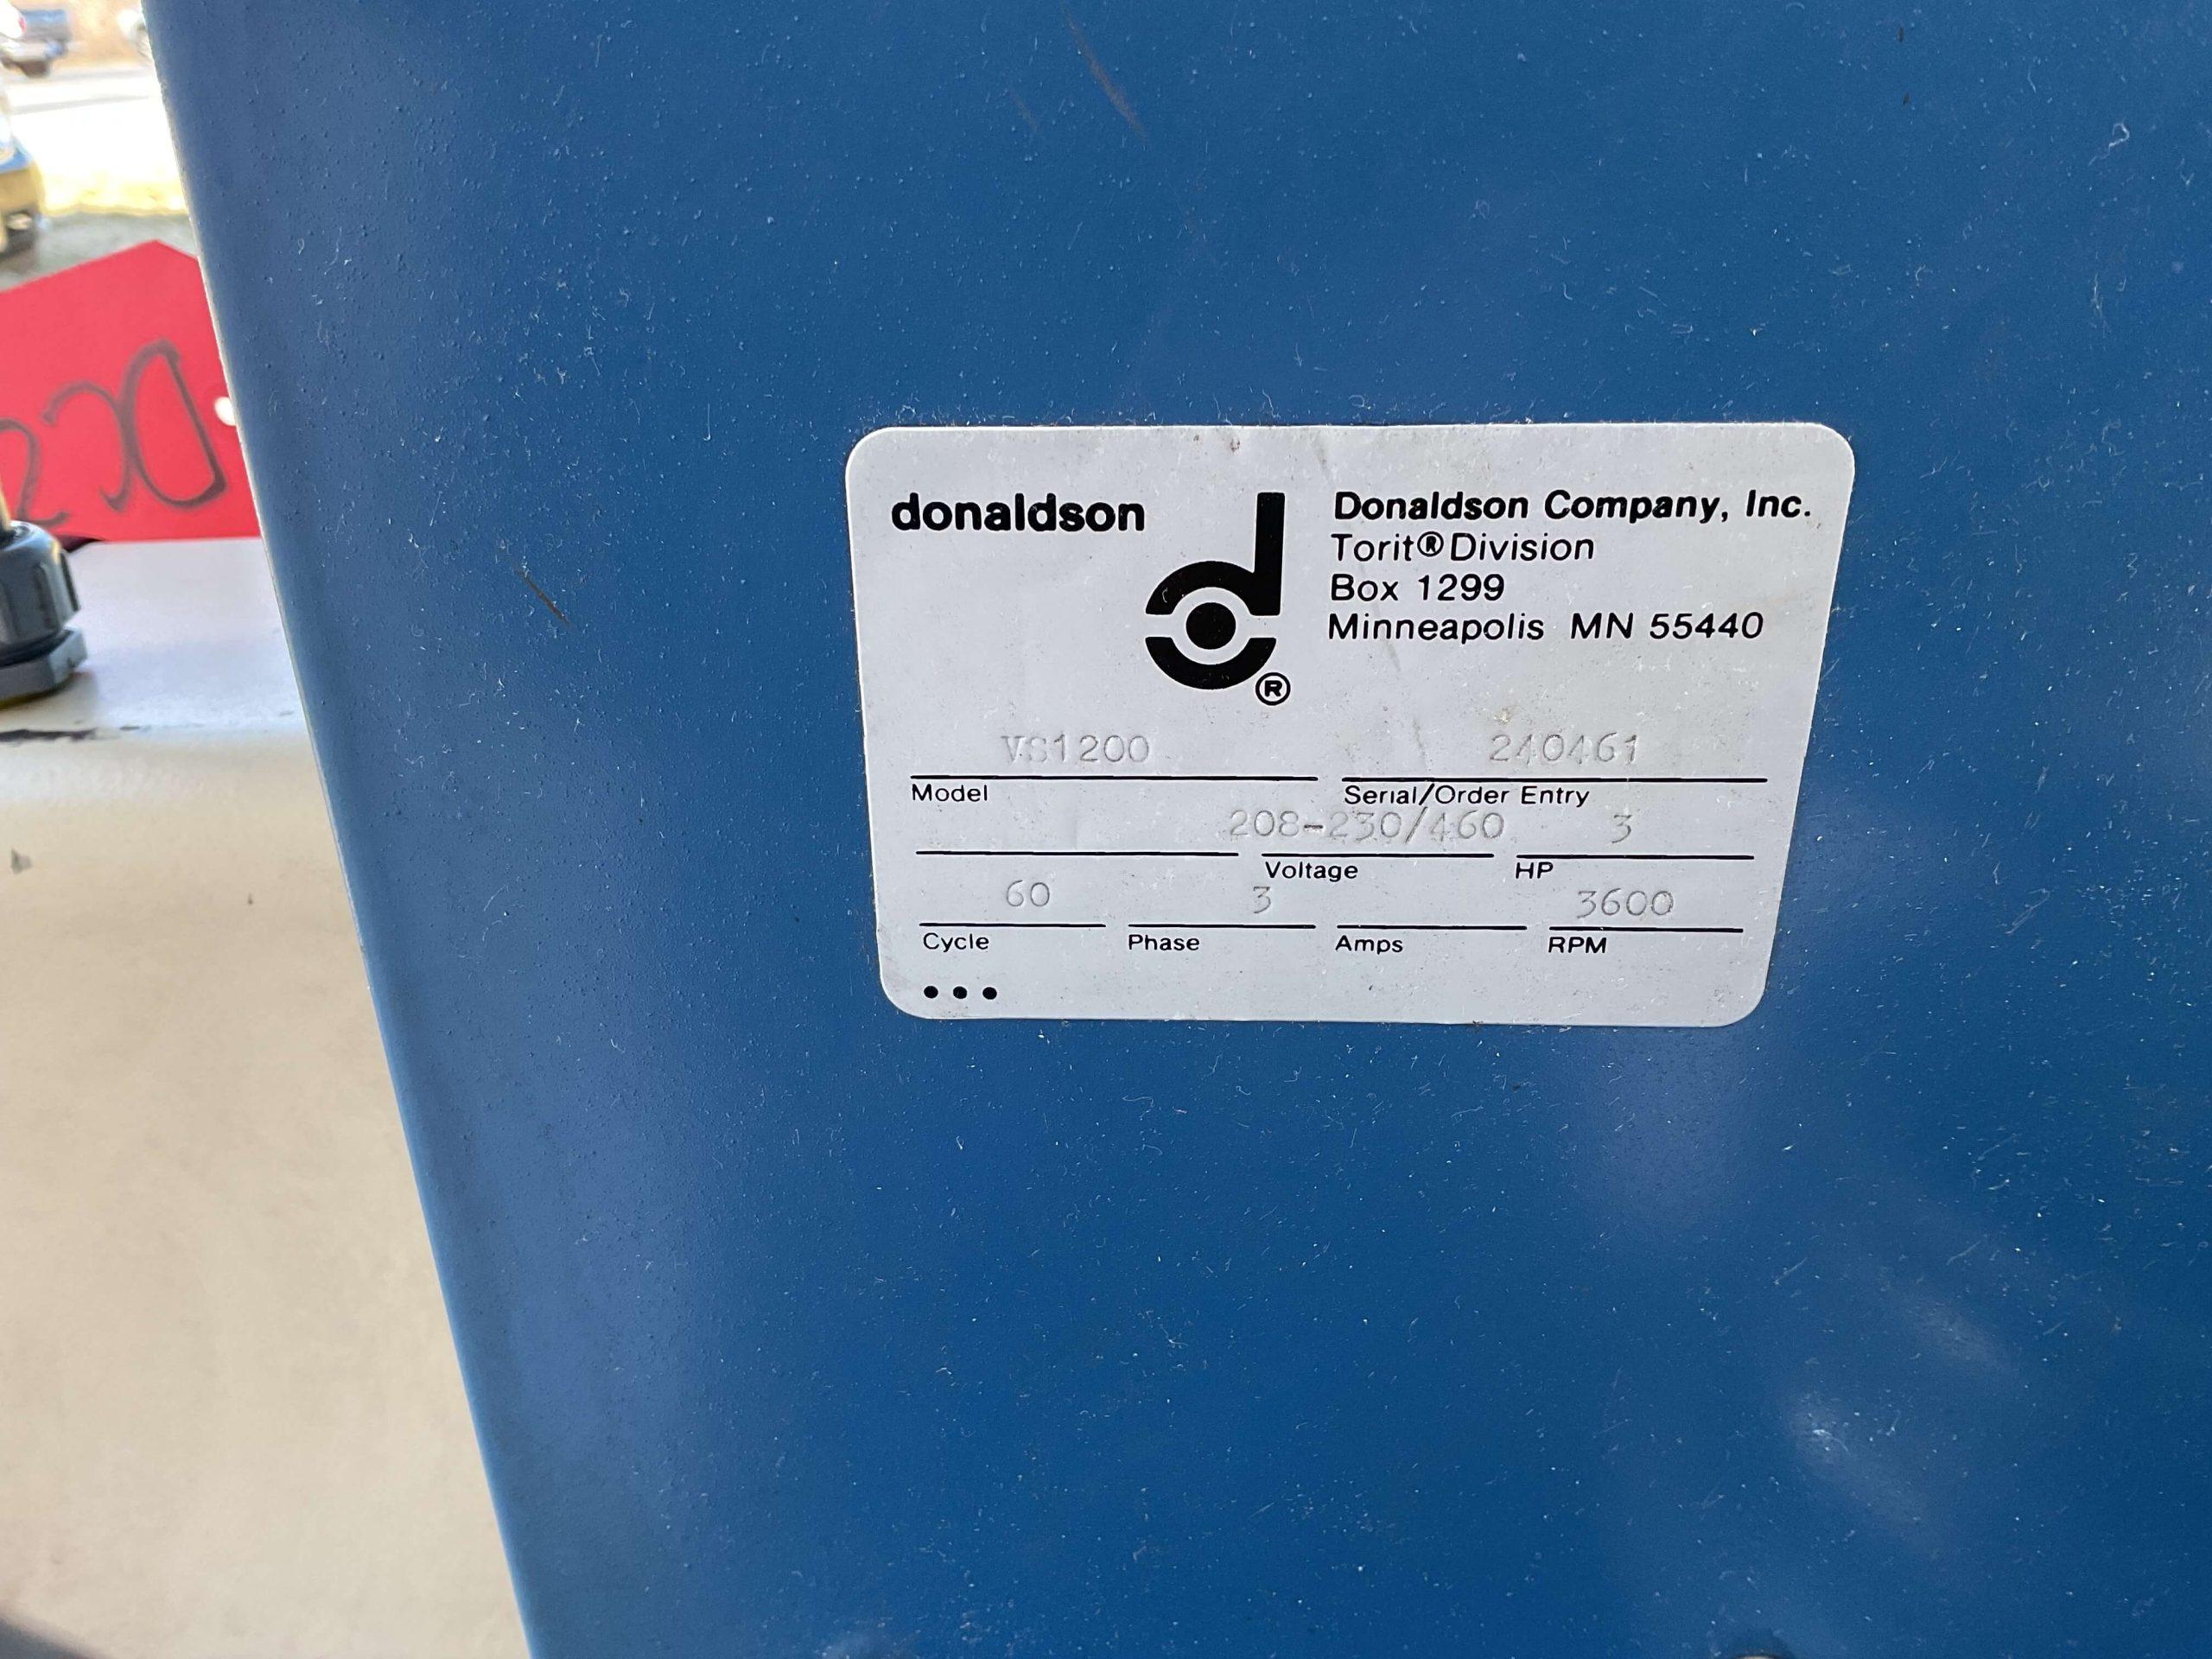 donaldson
Donaldson Company, Inc.
Torit® Division
Box 1299
Minneapolis MN 55440
®
VS1200 240461
Model Serial/Order Entry
208-230/460 3
Voltage HP
60 3 3600
Cycle Phase Amps RPM